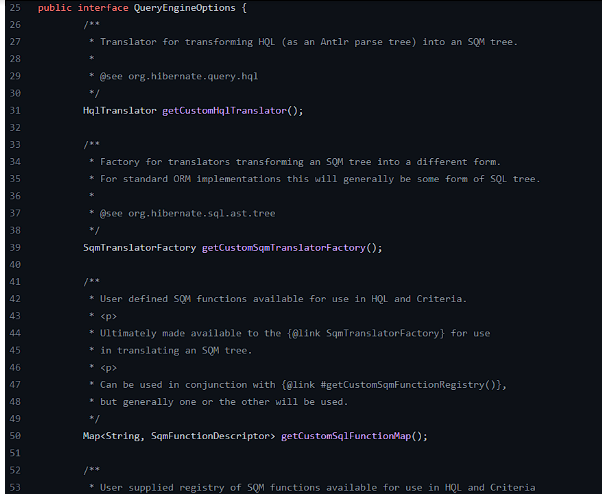 25 public interface QueryEngineOptions {
26 /**
27 * Translator for transforming HQL (as an Antlr parse tree) into an SQM tree.
28 *
29 * @see org.hibernate.query.hql
30 */
31 HqlTranslator getCustomHqlTranslator();
32
33 /**
34 * Factory for translators transforming an SQM tree into a different form.
35 * For standard ORM implementations this will generally be some form of SQL tree.
36 *
37 * @see org.hibernate.sql.ast.tree
38 */
39 SqmTranslatorFactory getCustomSqmTranslatorFactory();
40
41 /**
42 * User defined SQM functions available for use in HQL and Criteria.
43 * <p>
44 * Ultimately made available to the {@link SqmTranslatorFactory} for use
45 * in translating an SQM tree.
46 * <p>
47 * Can be used in conjunction with {@link #getCustomSqmFunctionRegistry()},
48 * but generally one or the other will be used.
49 */
50 Map<String, SqmFunctionDescriptor> getCustomSqlFunctionMap();
51
52 /**
53 * User supplied registry of SQM functions available for use in HQL and Criteria